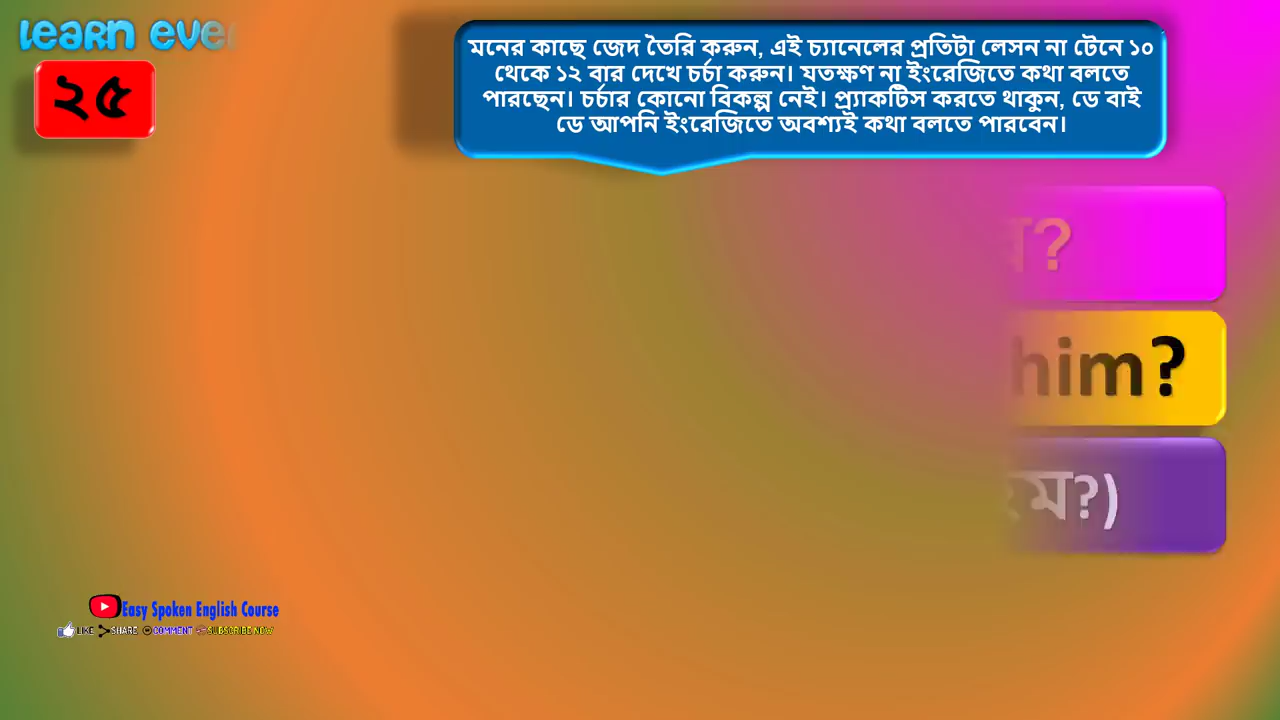 Learn
২৫
মনের কাছে জেদ তৈরি করুন, এই চ্যানেলের প্রতিটা লেসন না টেনে ১০
থেকে ১২ বার দেখে চর্চা করুন। যতক্ষণ না ইংরেজিতে কথা বলতে
পারছেন। চর্চার কোনো বিকল্প নেই। প্র্যাকটিস করতে থাকুন, ডে বাই
ডে আপনি ইংরেজিতে অবশ্যই কথা বলতে পারবেন।
him?
Easy Spoken English Course
LIKE SHARE COMMENT SUBSCRIBE NOW